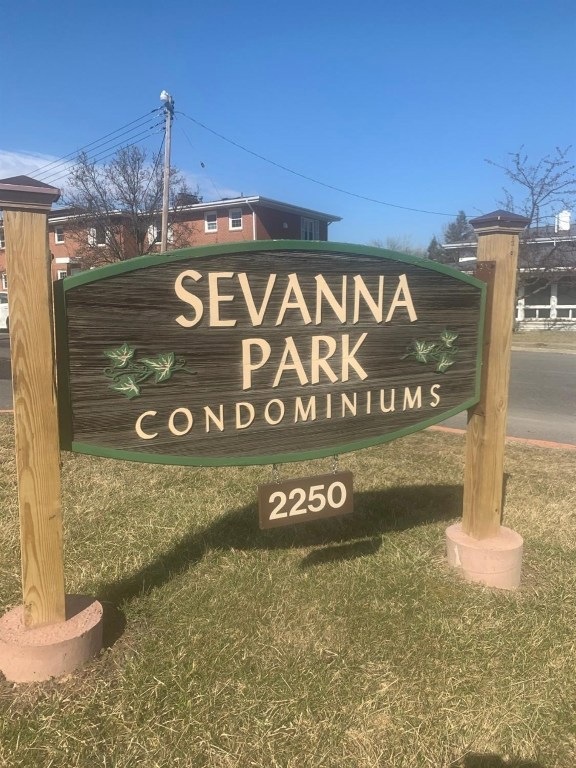 SEVANNA
PARK
CONDOMINIUMS
2250